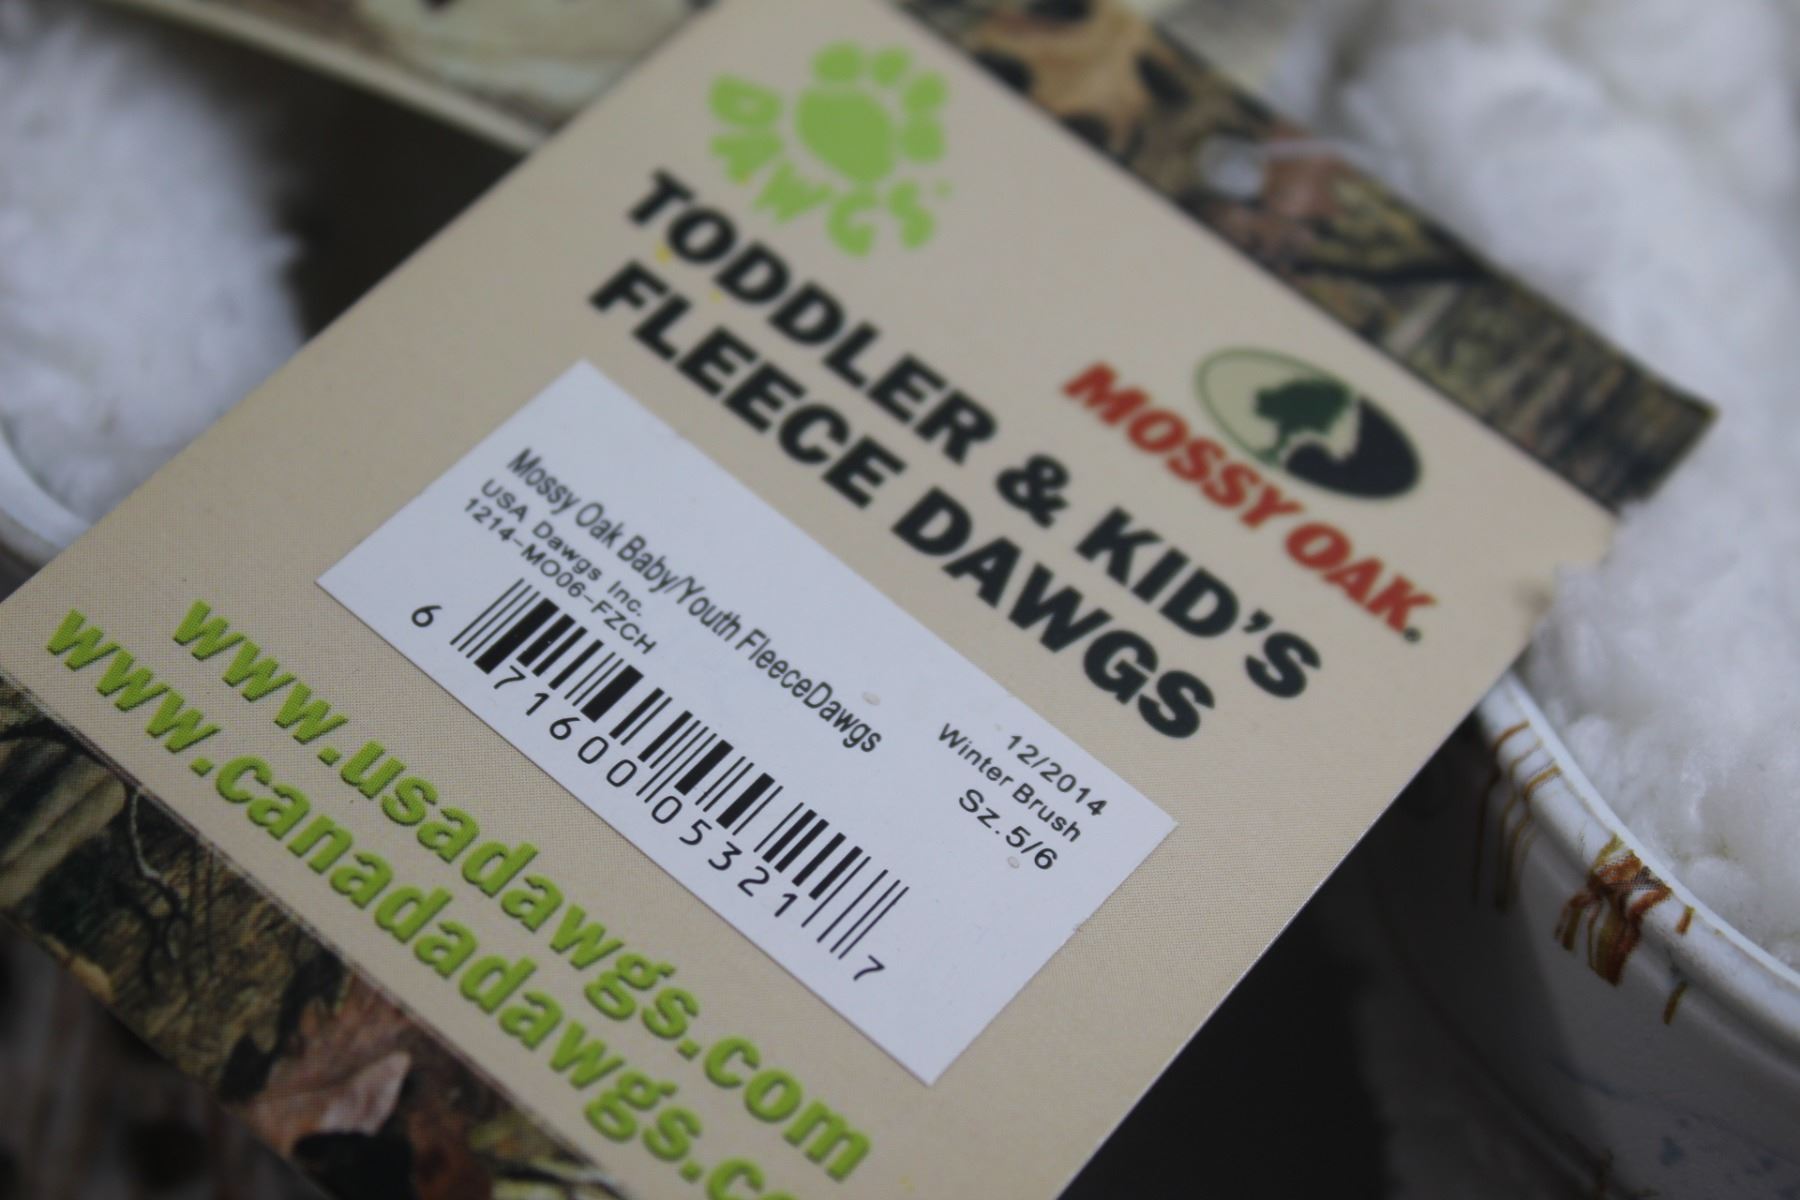 DAWGS
TODDLER & KID'S
FLEECE DAWGS
MOSSY OAK®
Mossy Oak Baby/Youth FleeceDawgs
USA Dawgs Inc.
1214-MO06-FZCH
12/2014
Winter Brush
Sz.5/6
6 71600 05321 7
www.usadawgs.com
www.canadadawgs.co